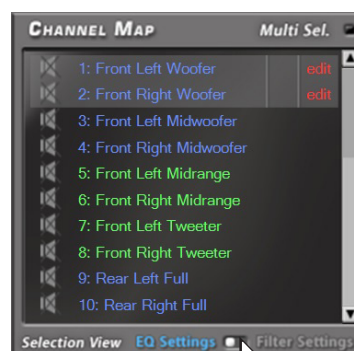 CHANNEL MAP Multi Sel.
1: Front Left Woofer edit
2: Front Right Woofer edit
3: Front Left Midwoofer
4: Front Right Midwoofer
5: Front Left Midrange
6: Front Right Midrange
7: Front Left Tweeter
8: Front Right Tweeter
9: Rear Left Full
10: Rear Right Full
Selection View EQ Settings Filter Settings